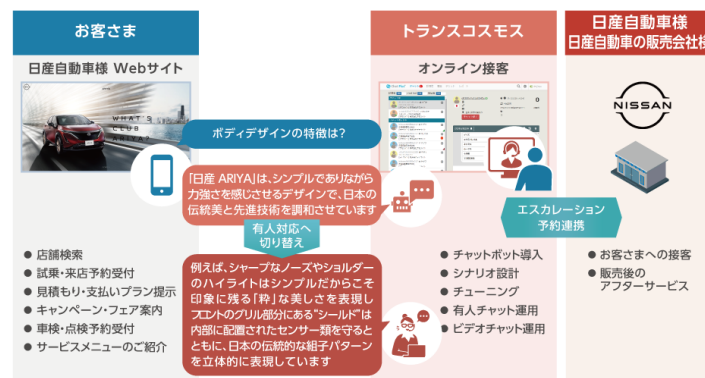 お客さま
トランスコスモス
日産自動車様
日産自動車の販売会社様
日産自動車様 Webサイト
オンライン接客
WHAT'S
CLUB
ARIYA?
NISSAN
ボディデザインの特徴は?
「日産 ARIYA」は、シンプルでありながら
力強さを感じさせるデザインで、日本の
伝統美と先進技術を調和させています
有人対応へ
切り替え
エスカレーション
予約連携
例えば、シャープなノーズやショルダー
のハイライトはシンプルだからこそ
印象に残る「粋」な美しさを表現し
フロントのグリル部分にある“シールド”は
内部に配置されたセンサー類を守るとと
もに、日本の伝統的な組子パターン
を立体的に表現しています
● 店舗検索
● 試乗・来店予約受付
● 見積もり・支払いプラン提示
● キャンペーン・フェア案内
● 車検・点検予約受付
● サービスメニューのご紹介
● チャットボット導入
● シナリオ設計
● チューニング
● 有人チャット運用
● ビデオチャット運用
● お客さまへの接客
● 販売後の
アフターサービス